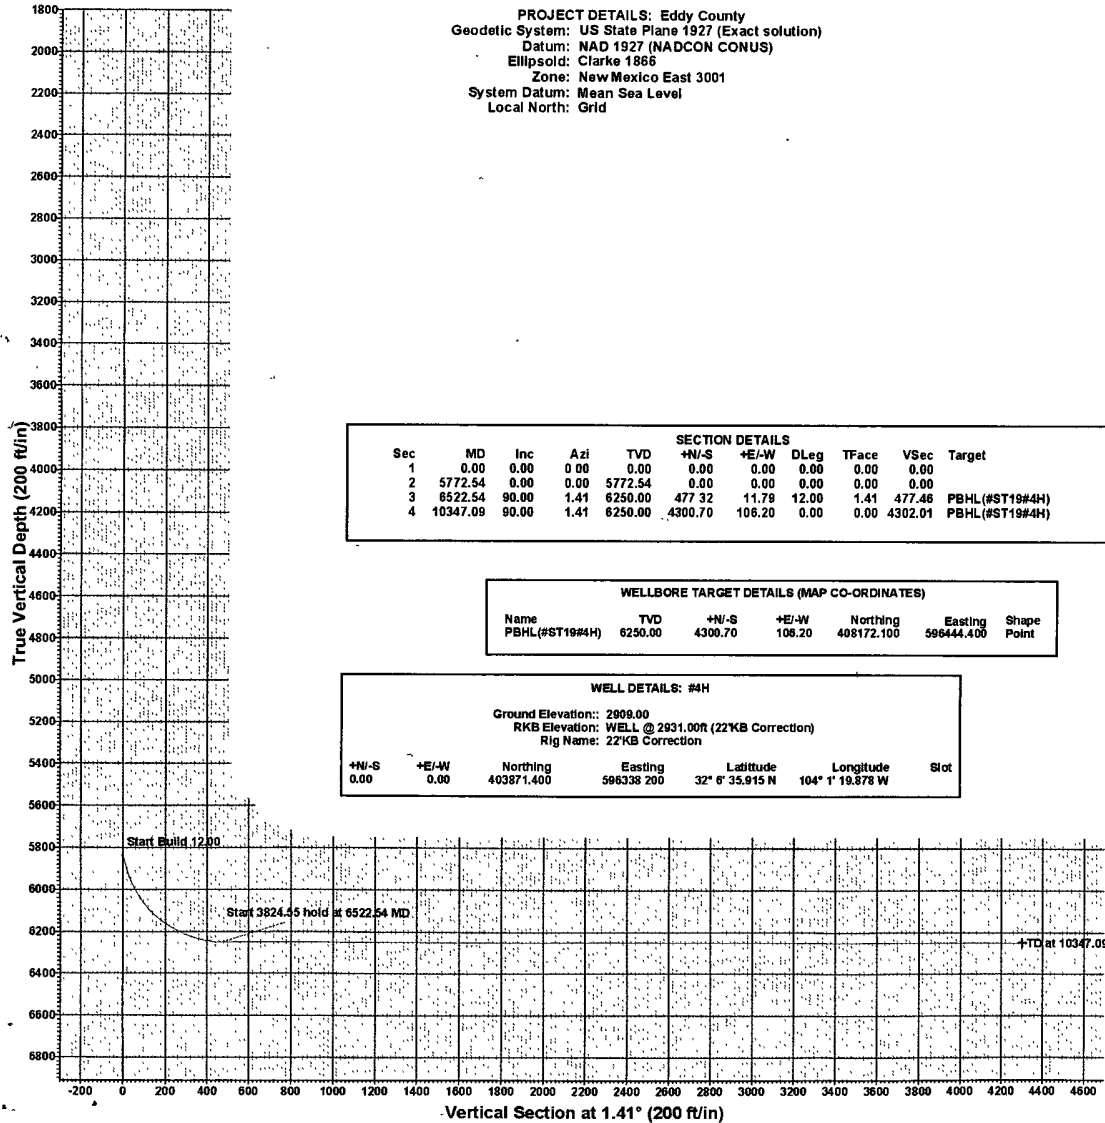 PROJECT DETAILS: Eddy County
Geodetic System: US State Plane 1927 (Exact solution)
Datum: NAD 1927 (NADCON CONUS)
Ellipsoid: Clarke 1866
Zone: New Mexico East 3001
System Datum: Mean Sea Level
Local North: Grid
True Vertical Depth (200 ft/in)
1800
2000
2200
2400
2600
2800
3000
3200
3400
3600
3800
4000
4200
4400
4600
4800
5000
5200
5400
5600
5800
6000
6200
6400
6600
6800
SECTION DETAILS
Sec MD Inc Azi TVD +N/-S +E/-W DLeg TFace VSec Target
1 0.00 0.00 0 00 0.00 0.00 0.00 0.00 0.00 0.00
2 5772.54 0.00 0.00 5772.54 0.00 0.00 0.00 0.00 0.00
3 6522.54 90.00 1.41 6250.00 477 32 11.79 12.00 1.41 477.46 PBHL(#ST19#4H)
4 10347.09 90.00 1.41 6250.00 4300.70 106.20 0.00 0.00 4302.01 PBHL(#ST19#4H)
WELLBORE TARGET DETAILS (MAP CO-ORDINATES)
Name TVD +N/-S +E/-W Northing Easting Shape
PBHL(#ST19#4H) 6250.00 4300.70 106.20 408172.100 596444.400 Point
WELL DETAILS: #4H
Ground Elevation:: 2909.00
RKB Elevation: WELL @ 2931.00ft (22'KB Correction)
Rig Name: 22'KB Correction
+N/-S +E/-W Northing Easting Latittude Longitude Slot
0.00 0.00 403871.400 596338 200 32° 6' 35.915 N 104° 1' 19.878 W
Start Build 12.00
Start 3824.55 hold at 6522.54 MD
TD at 10347.09
-200 0 200 400 600 800 1000 1200 1400 1600 1800 2000 2200 2400 2600 2800 3000 3200 3400 3600 3800 4000 4200 4400 4600
Vertical Section at 1.41° (200 ft/in)